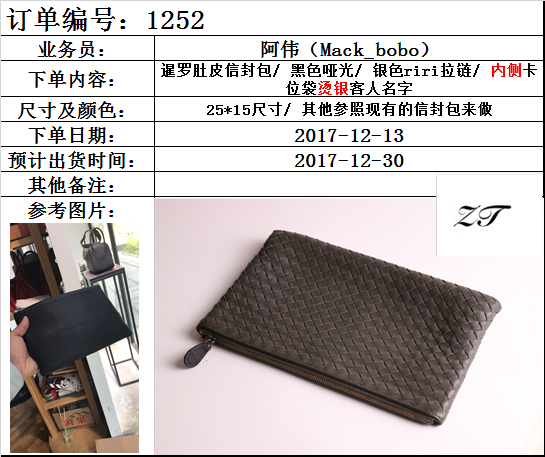 订单编号：1252
业务员：
阿伟（Mack_bobo）
下单内容：
暹罗肚皮信封包/ 黑色哑光/ 银色riri拉链/ 内侧卡
位袋烫银客人名字
尺寸及颜色：
25*15尺寸/ 其他参照现有的信封包来做
下单日期：
2017-12-13
预计出货时间：
2017-12-30
其他备注：
参考图片：
ZT